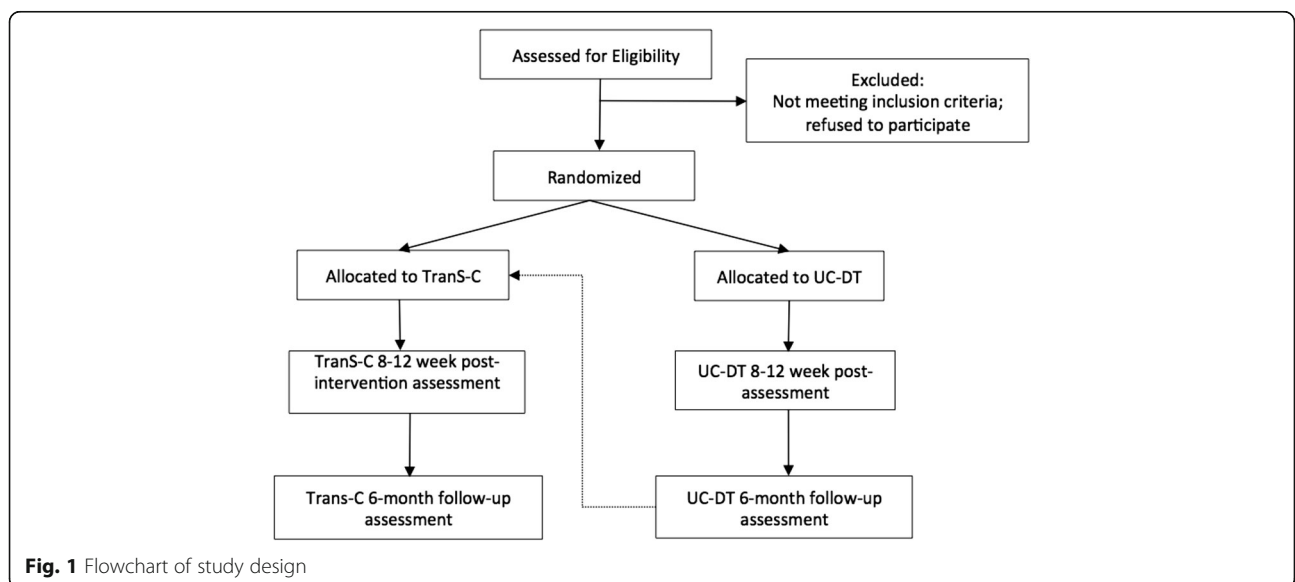 Assessed for Eligibility
Excluded:
Not meeting inclusion criteria;
refused to participate
Randomized
Allocated to TranS-C
Allocated to UC-DT
TranS-C 8-12 week post-
intervention assessment
UC-DT 8-12 week post-
assessment
Trans-C 6-month follow-up
assessment
UC-DT 6-month follow-up
assessment
Fig. 1 Flowchart of study design